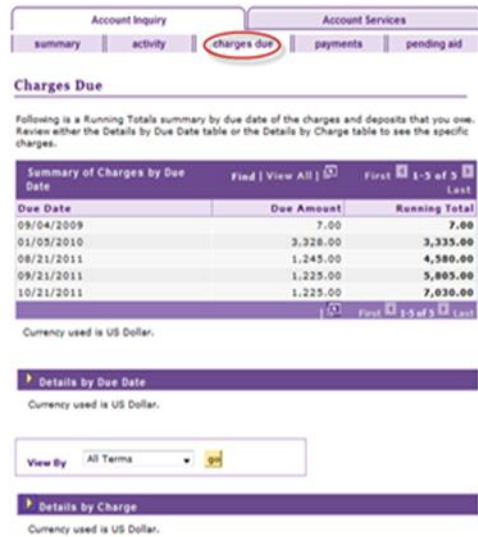 Account Inquiry Account Services
summary activity charges due payments pending aid
Charges Due
Following is a Running Totals summary by due date of the charges and deposits that you owe.
Review either the Details by Due Date table or the Details by Charge table to see the specific
charges.
Summary of Charges by Due Date Find | View All | First 1-5 of 5 Last
Due Date Due Amount Running Total
09/04/2009 7.00 7.00
01/05/2010 3,328.00 3,335.00
08/21/2011 1,245.00 4,580.00
09/21/2011 1,225.00 5,805.00
10/21/2011 1,225.00 7,030.00
| First 1-5 of 5 Last
Currency used is US Dollar.
Details by Due Date
Currency used is US Dollar.
View By All Terms go
Details by Charge
Currency used is US Dollar.